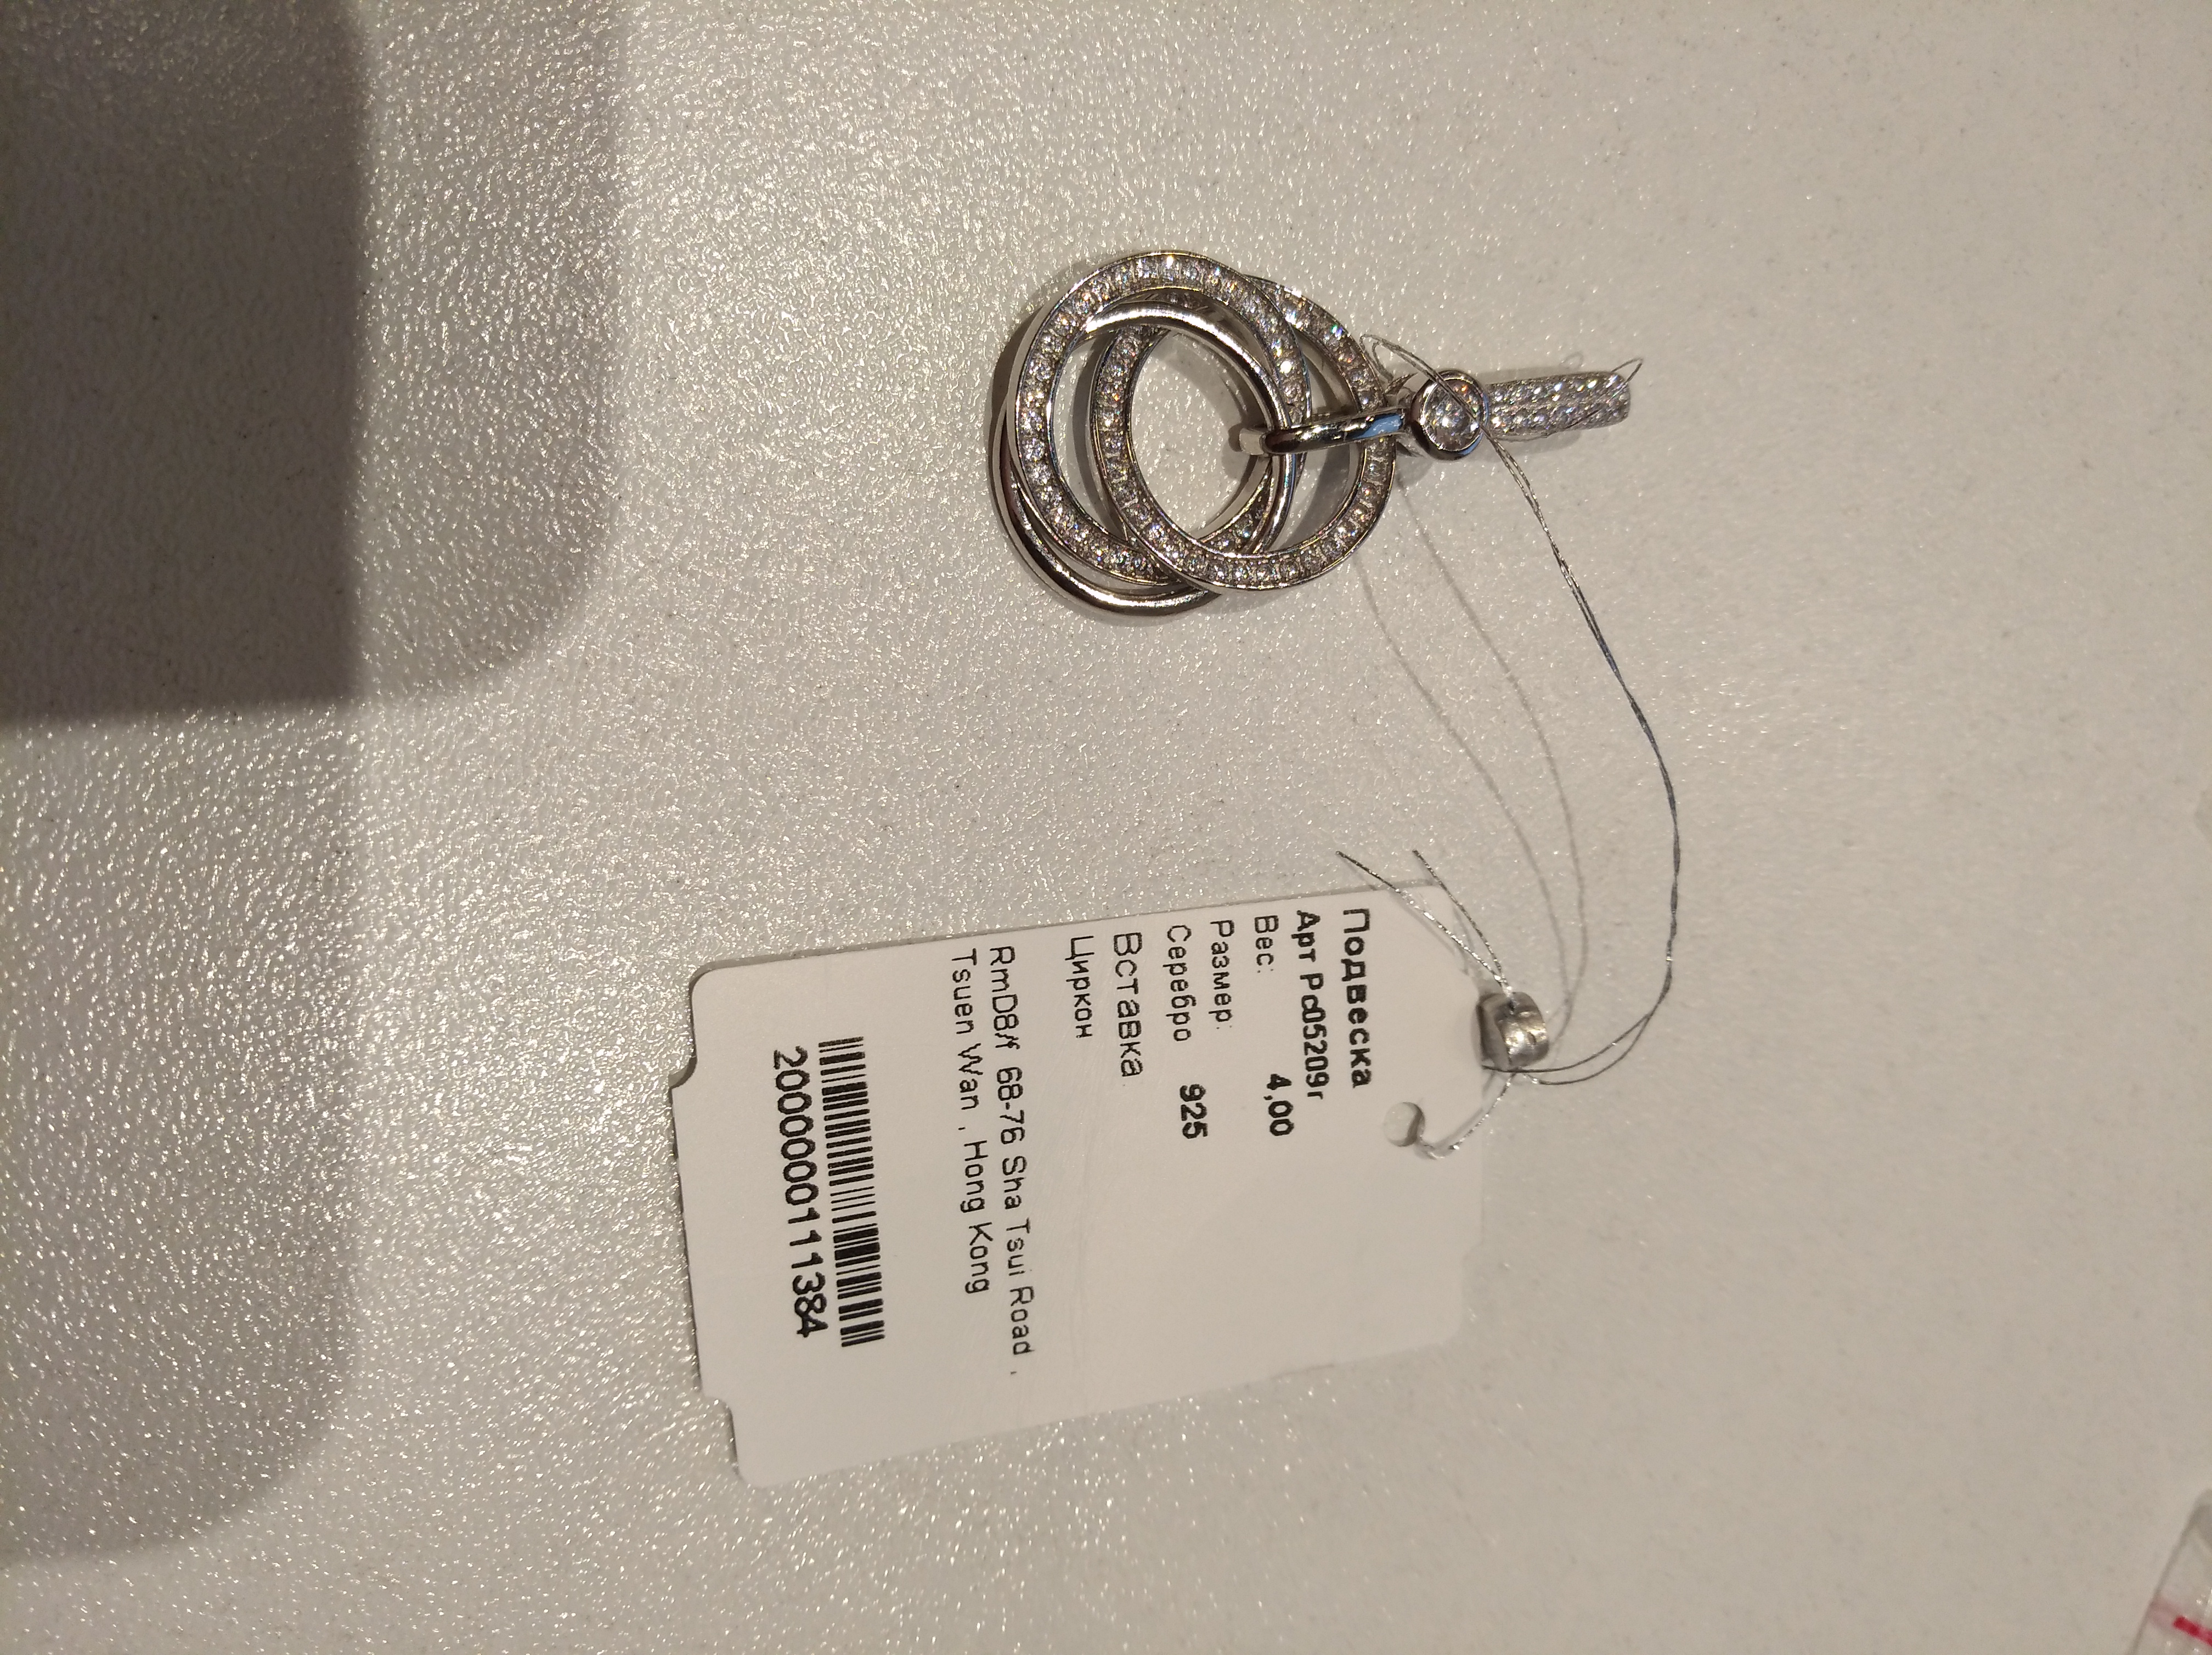 Подвеска
Арт Рс05209г
Вес: 4,00
Размер:
Серебро 925
Вставка
Циркон
RmD8/f 68-76 Sha Tsui Road ,
Tsuen Wan , Hong Kong
2000000111384